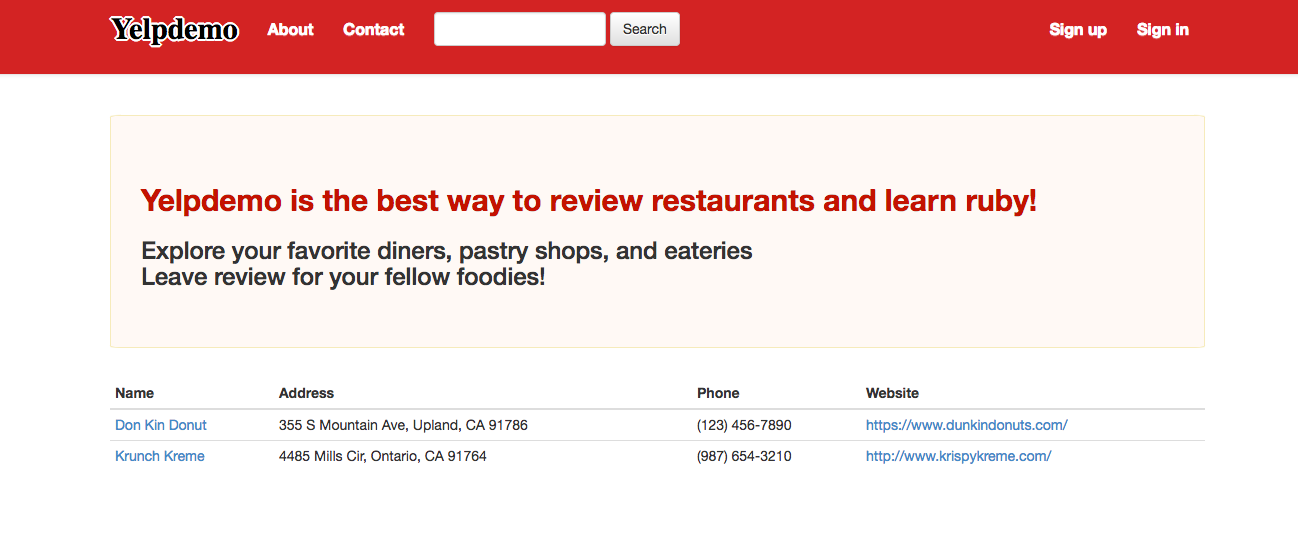 Yelpdemo About Contact Search Sign up Sign in
Yelpdemo is the best way to review restaurants and learn ruby!
Explore your favorite diners, pastry shops, and eateries
Leave review for your fellow foodies!
Name Address Phone Website
Don Kin Donut 355 S Mountain Ave, Upland, CA 91786 (123) 456-7890 https://www.dunkindonuts.com/
Krunch Kreme 4485 Mills Cir, Ontario, CA 91764 (987) 654-3210 http://www.krispykreme.com/